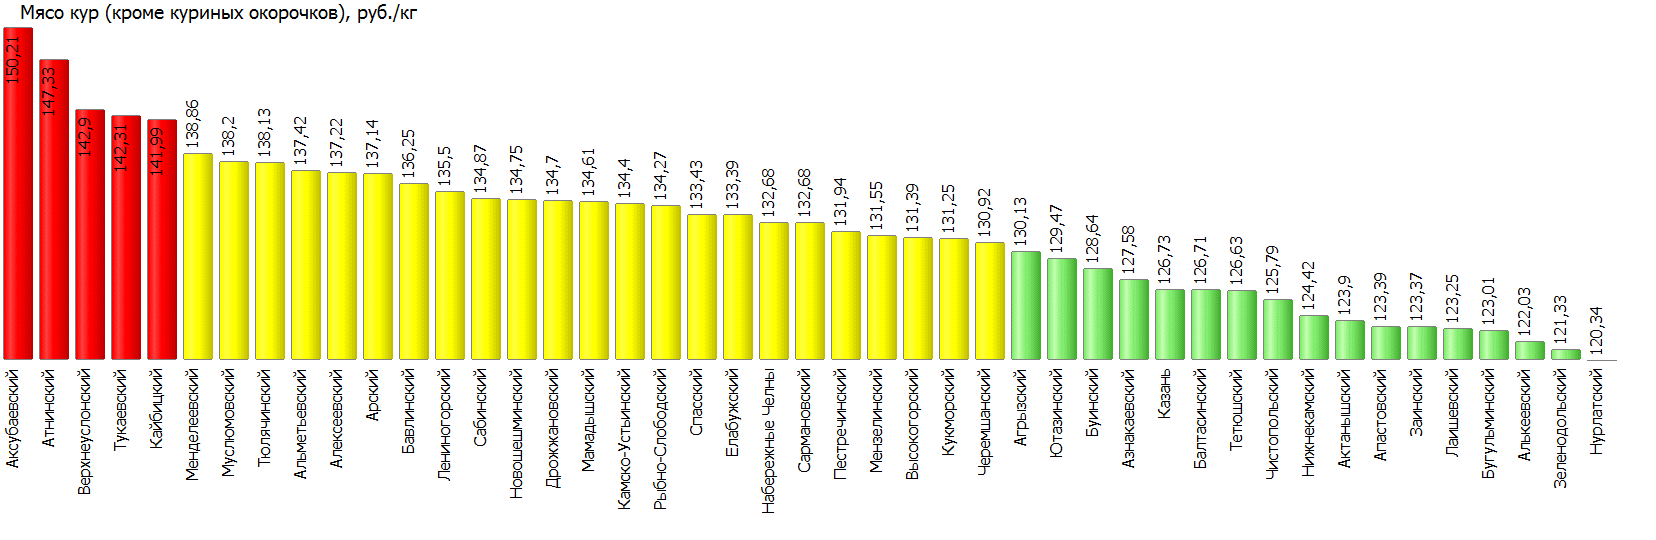 Мясо кур (кроме куриных окорочков), руб./кг
150,21
147,33
142,9
142,31
141,99
138,86
138,2
138,13
137,42
137,22
137,14
136,25
135,5
134,87
134,75
134,7
134,61
134,4
134,27
133,43
133,39
132,68
132,68
131,94
131,55
131,39
131,25
130,92
130,13
129,47
128,64
127,58
126,73
126,71
126,63
125,79
124,42
123,9
123,39
123,37
123,25
123,01
122,03
121,33
120,34
Аксубаевский
Атнинский
Верхнеуслонский
Тукаевский
Кайбицкий
Менделеевский
Муслюмовский
Тюлячинский
Альметьевский
Алексеевский
Арский
Бавлинский
Лениногорский
Сабинский
Новошешминский
Дрожжановский
Мамадышский
Камско-Устьинский
Рыбно-Слободский
Спасский
Елабужский
Набережные Челны
Сармановский
Пестречинский
Мензелинский
Высокогорский
Кукморский
Черемшанский
Агрызский
Ютазинский
Буинский
Азнакаевский
Казань
Балтасинский
Тетюшский
Чистопольский
Нижнекамский
Актанышский
Апастовский
Заинский
Лаишевский
Бугульминский
Алькеевский
Зеленодольский
Нурлатский